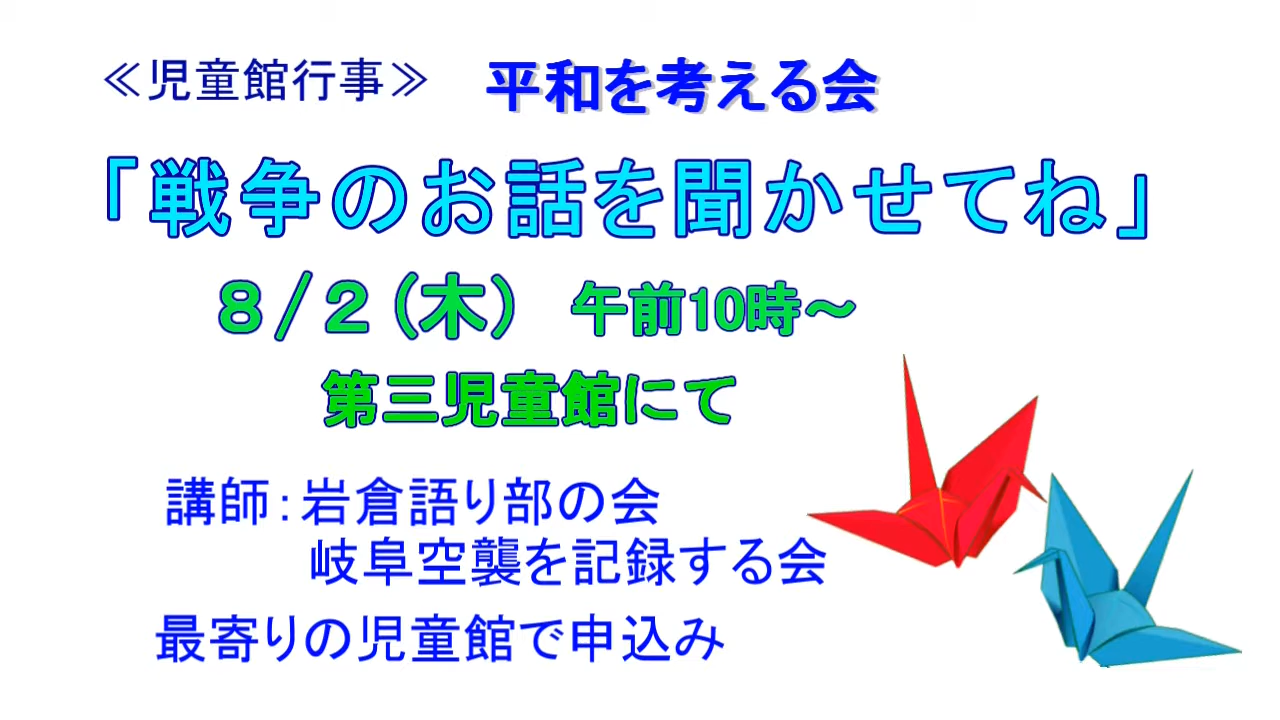 ≪児童館行事≫ 平和を考える会
「戦争のお話を聞かせてね」
８/２(木) 午前10時～
第三児童館にて
講師：岩倉語り部の会
岐阜空襲を記録する会
最寄りの児童館で申込み